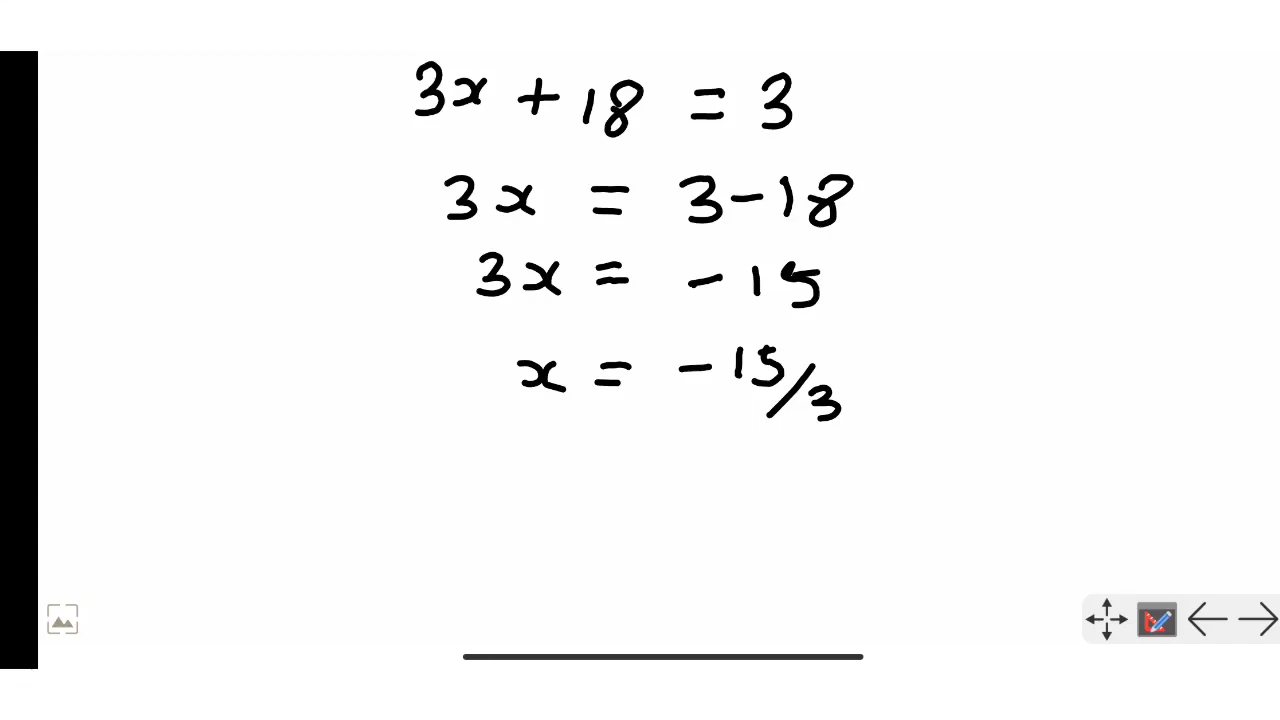 3x + 18 = 3
3x = 3 - 18
3x = - 15
x = - 15/3